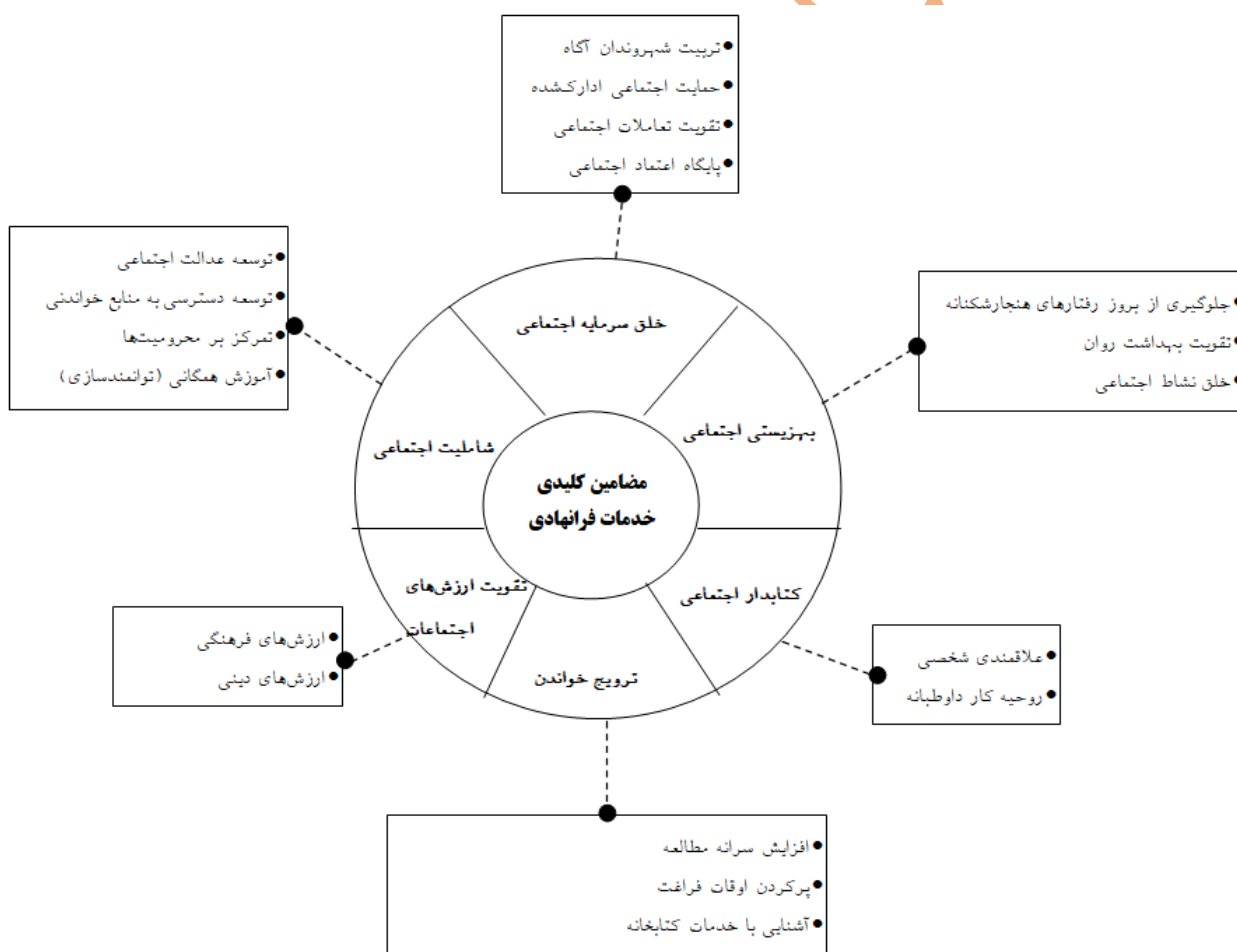 ● تربیت شهروندان آگاه
● حمایت اجتماعی ادارک‌شده
● تقویت تعاملات اجتماعی
● پایگاه اعتماد اجتماعی
● توسعه عدالت اجتماعی
● توسعه دسترسی به منابع خواندنی
● تمرکز بر محرومیت‌ها
● آموزش همگانی (توانمندسازی)
● جلوگیری از بروز رفتارهای هنجارشکنانه
● تقویت بهداشت روان
● خلق نشاط اجتماعی
خلق سرمایه اجتماعی
بهزیستی اجتماعی
شاملیت اجتماعی
مضامین کلیدی
خدمات فرانهادی
کتابدار اجتماعی
تقویت ارزش‌های
اجتماعات
ترویج خواندن
● ارزش‌های فرهنگی
● ارزش‌های دینی
● علاقمندی شخصی
● روحیه کار داوطبانه
● افزایش سرانه مطالعه
● پرکردن اوقات فراغت
● آشنایی با خدمات کتابخانه